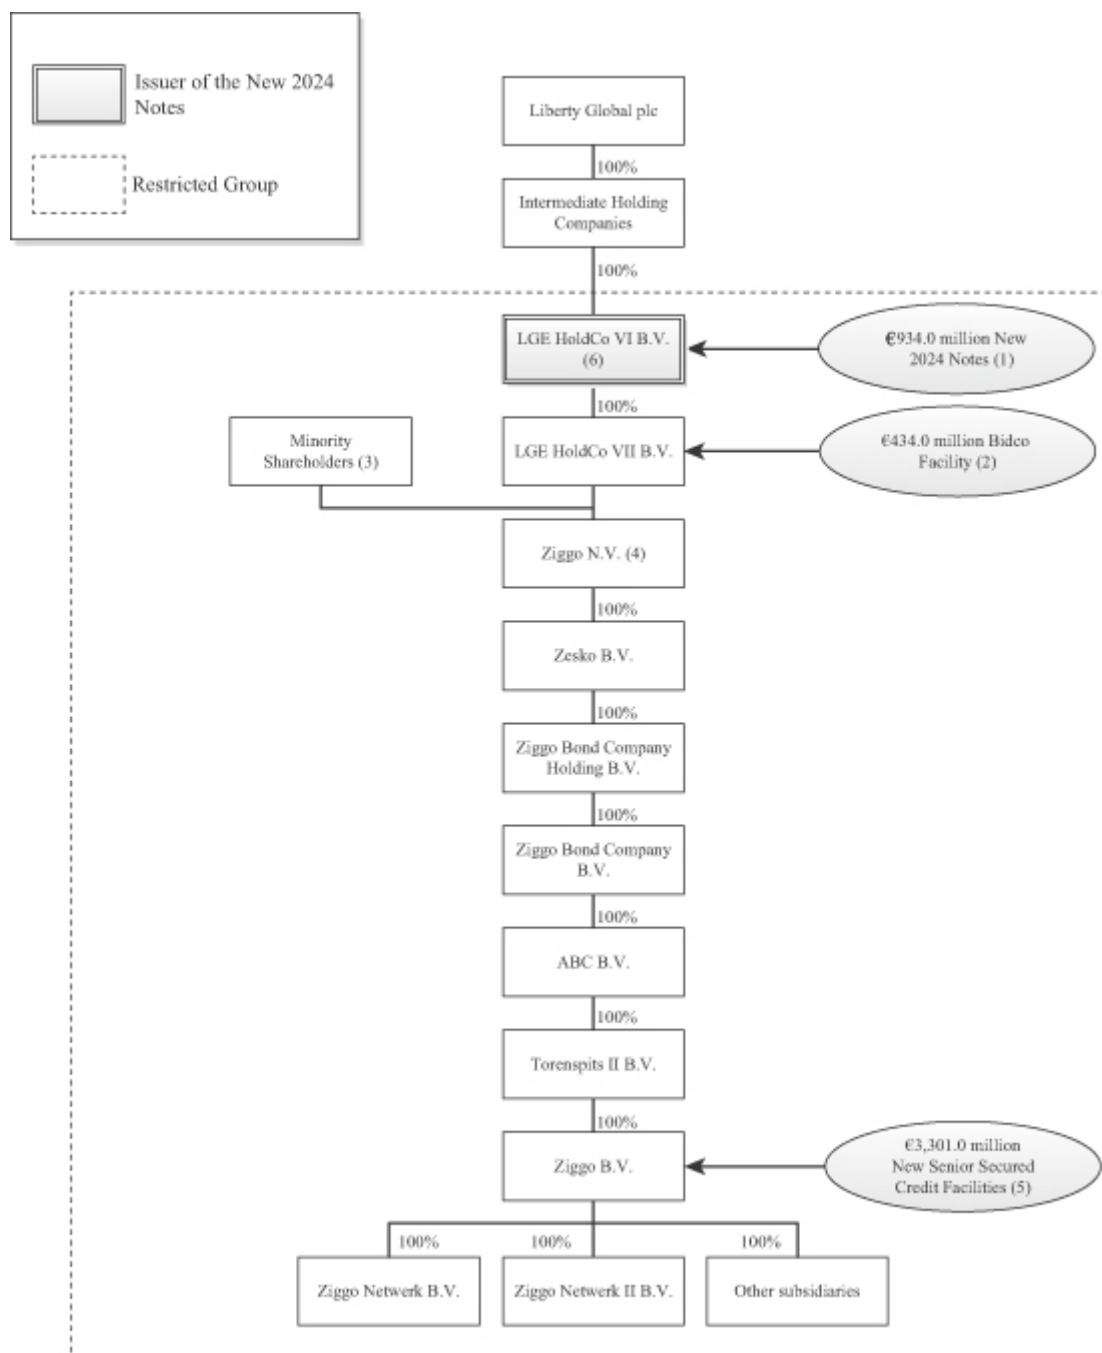 Issuer of the New 2024
Notes
Restricted Group
Liberty Global plc
100%
Intermediate Holding
Companies
100%
LGE HoldCo VI B.V.
(6)
€934.0 million New
2024 Notes (1)
100%
Minority
Shareholders (3)
LGE HoldCo VII B.V.
€434.0 million Bidco
Facility (2)
Ziggo N.V. (4)
100%
Zesko B.V.
100%
Ziggo Bond Company
Holding B.V.
100%
Ziggo Bond Company
B.V.
100%
ABC B.V.
100%
Torenspits II B.V.
100%
Ziggo B.V.
€3,301.0 million
New Senior Secured
Credit Facilities (5)
100%
100%
100%
Ziggo Netwerk B.V.
Ziggo Netwerk II B.V.
Other subsidiaries